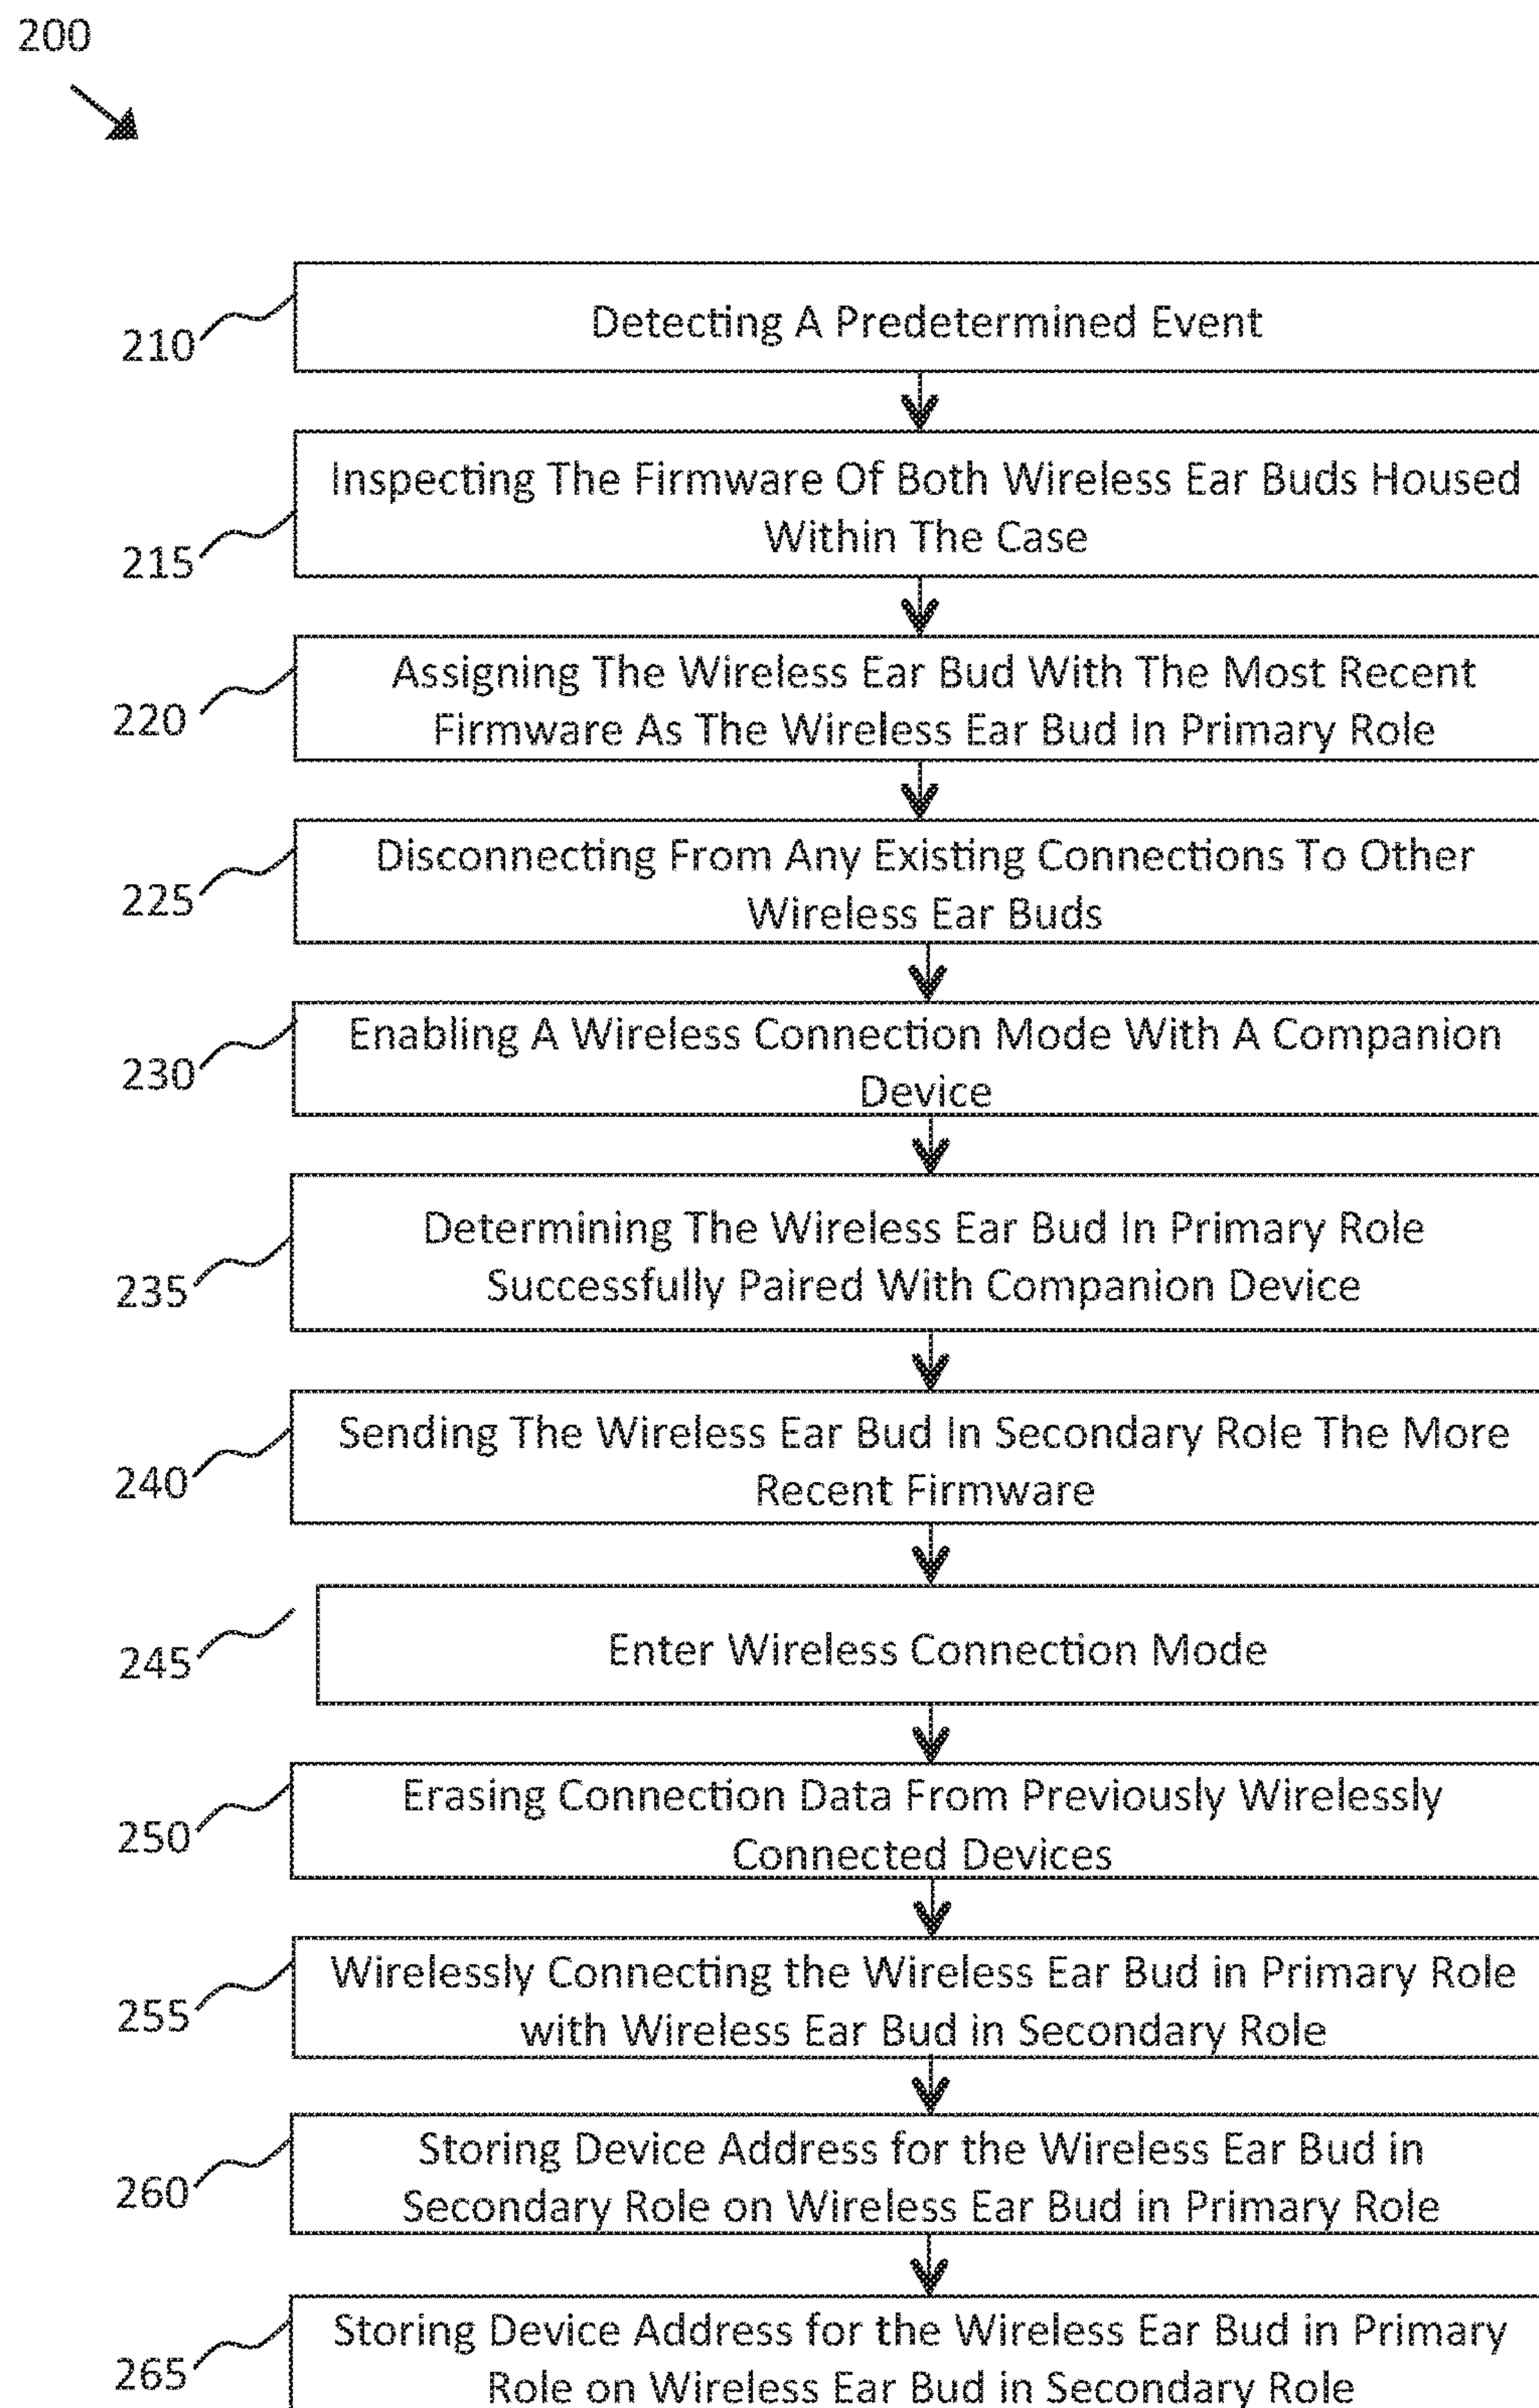 200
210
Detecting A Predetermined Event
215
Inspecting The Firmware Of Both Wireless Ear Buds Housed
Within The Case
220
Assigning The Wireless Ear Bud With The Most Recent
Firmware As The Wireless Ear Bud In Primary Role
225
Disconnecting From Any Existing Connections To Other
Wireless Ear Buds
230
Enabling A Wireless Connection Mode With A Companion
Device
235
Determining The Wireless Ear Bud In Primary Role
Successfully Paired With Companion Device
240
Sending The Wireless Ear Bud In Secondary Role The More
Recent Firmware
245
Enter Wireless Connection Mode
250
Erasing Connection Data From Previously Wirelessly
Connected Devices
255
Wirelessly Connecting the Wireless Ear Bud in Primary Role
with Wireless Ear Bud in Secondary Role
260
Storing Device Address for the Wireless Ear Bud in
Secondary Role on Wireless Ear Bud in Primary Role
265
Storing Device Address for the Wireless Ear Bud in Primary
Role on Wireless Ear Bud in Secondary Role